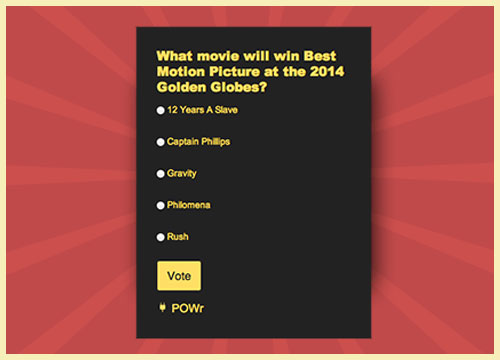 What movie will win Best
Motion Picture at the 2014
Golden Globes?
12 Years A Slave
Captain Phillips
Gravity
Philomena
Rush
Vote
POWr